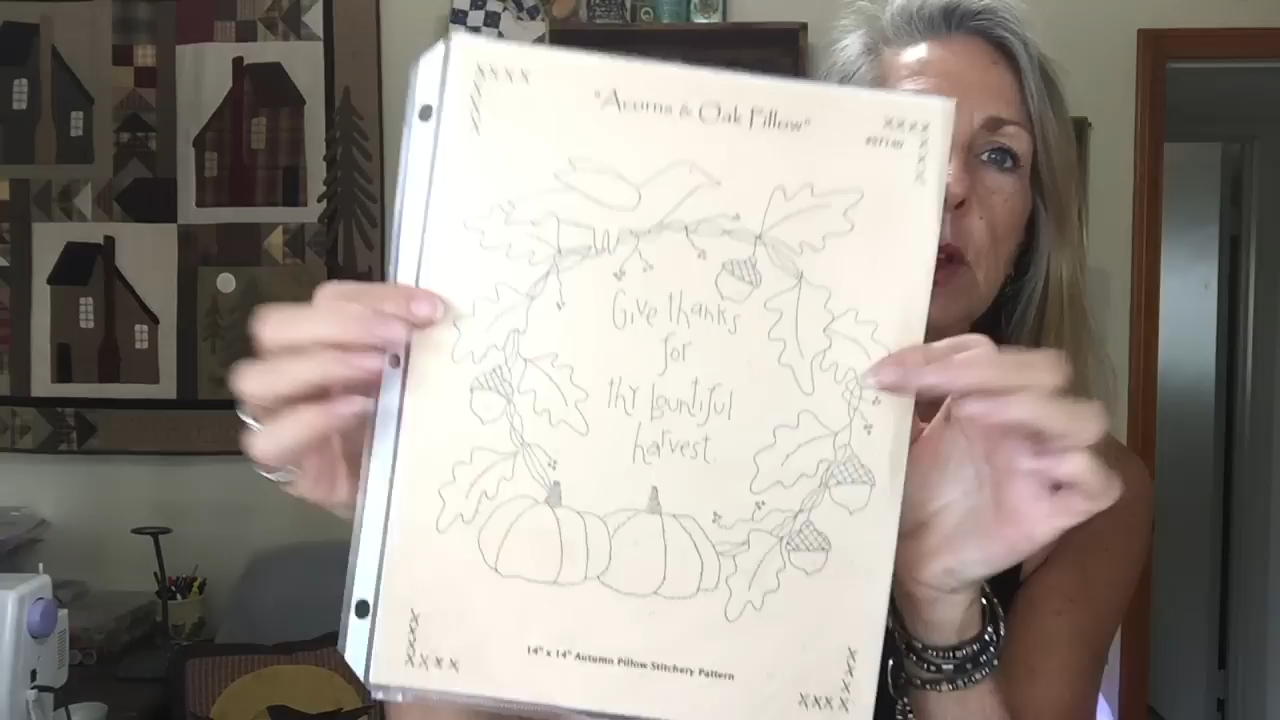 "Acorns & Oak Pillow"
Give thanks
for
thy bountiful
harvest.
14" x 14" Autumn Pillow Stitchery Pattern